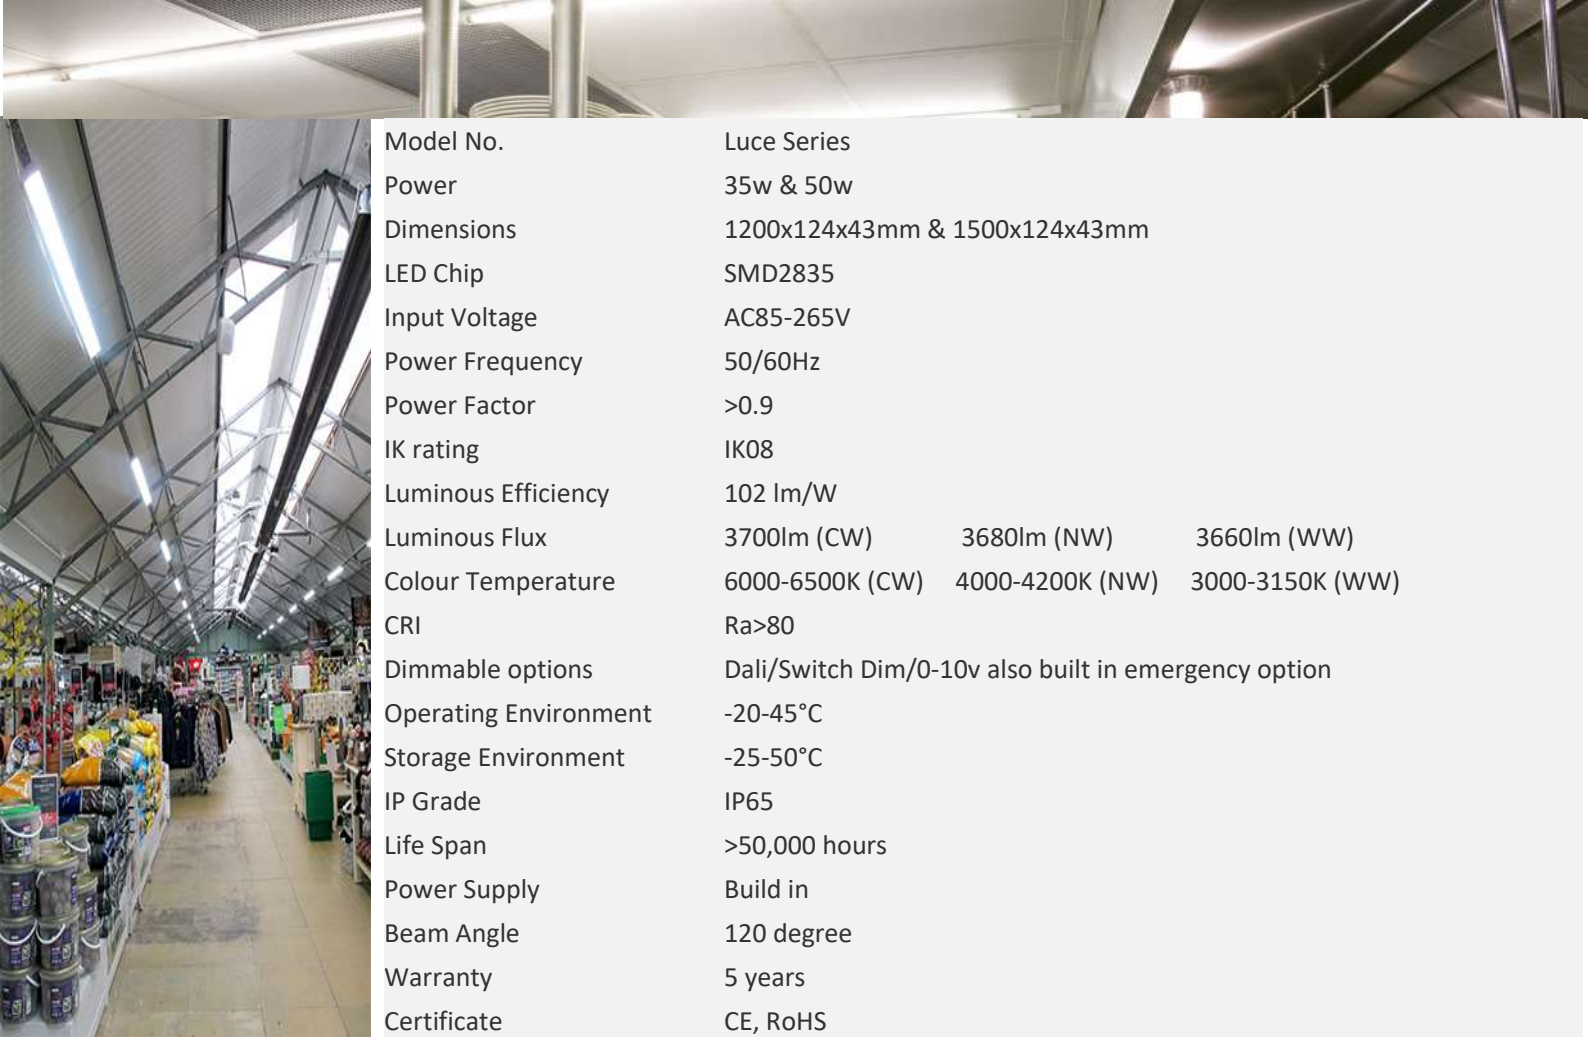 Model No. Luce Series
Power 35w & 50w
Dimensions 1200x124x43mm & 1500x124x43mm
LED Chip SMD2835
Input Voltage AC85-265V
Power Frequency 50/60Hz
Power Factor >0.9
IK rating IK08
Luminous Efficiency 102 lm/W
Luminous Flux 3700lm (CW) 3680lm (NW) 3660lm (WW)
Colour Temperature 6000-6500K (CW) 4000-4200K (NW) 3000-3150K (WW)
CRI Ra>80
Dimmable options Dali/Switch Dim/0-10v also built in emergency option
Operating Environment -20-45°C
Storage Environment -25-50°C
IP Grade IP65
Life Span >50,000 hours
Power Supply Build in
Beam Angle 120 degree
Warranty 5 years
Certificate CE, RoHS